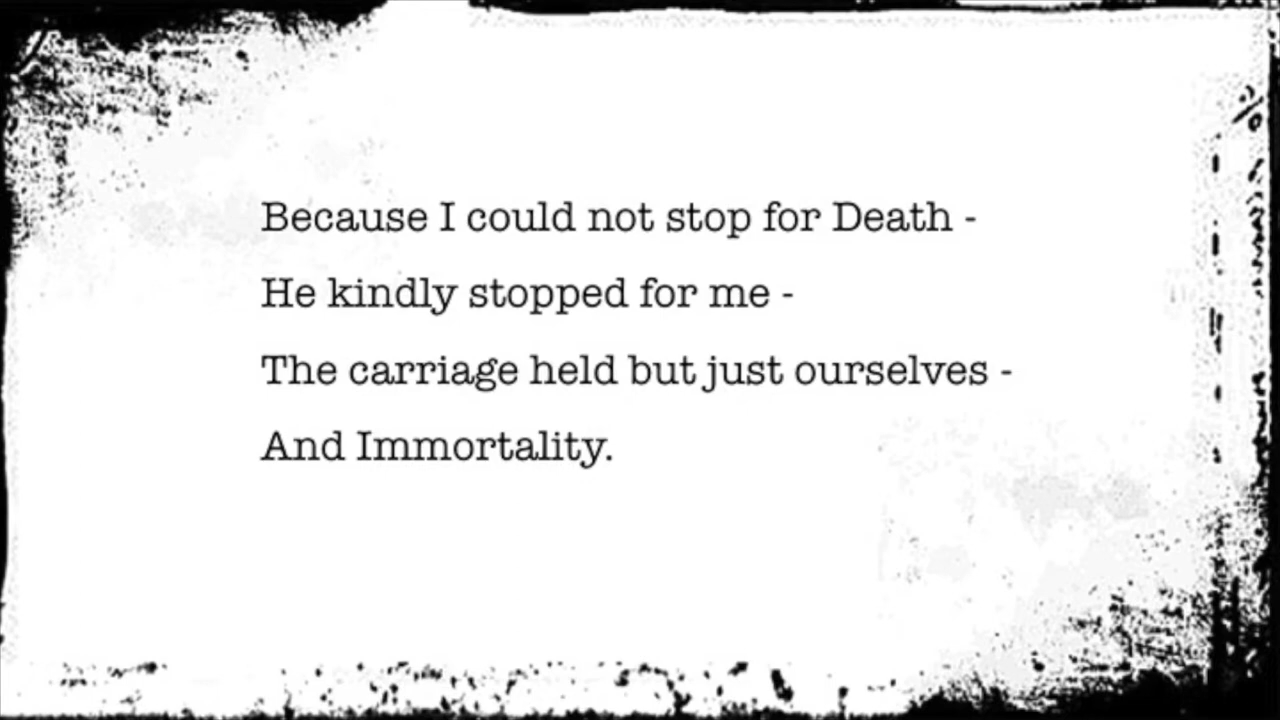 Because I could not stop for Death -
He kindly stopped for me -
The carriage held but just ourselves -
And Immortality.